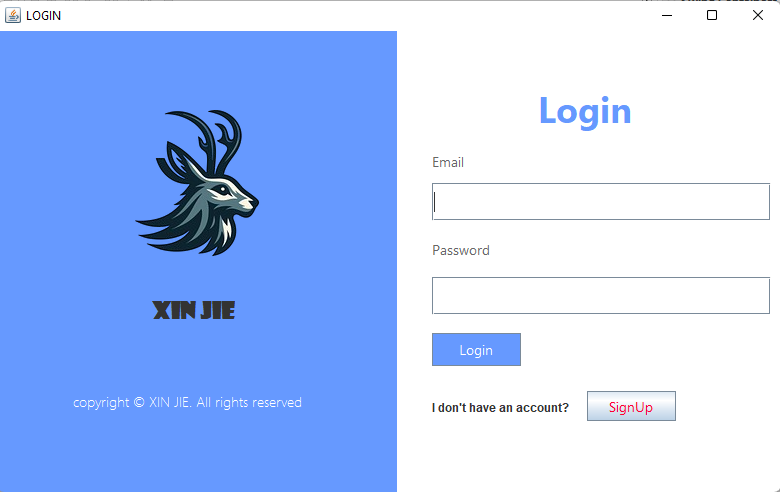 LOGIN
XIN JIE
copyright © XIN JIE. All rights reserved
Login
Email
Password
Login
I don't have an account?
SignUp